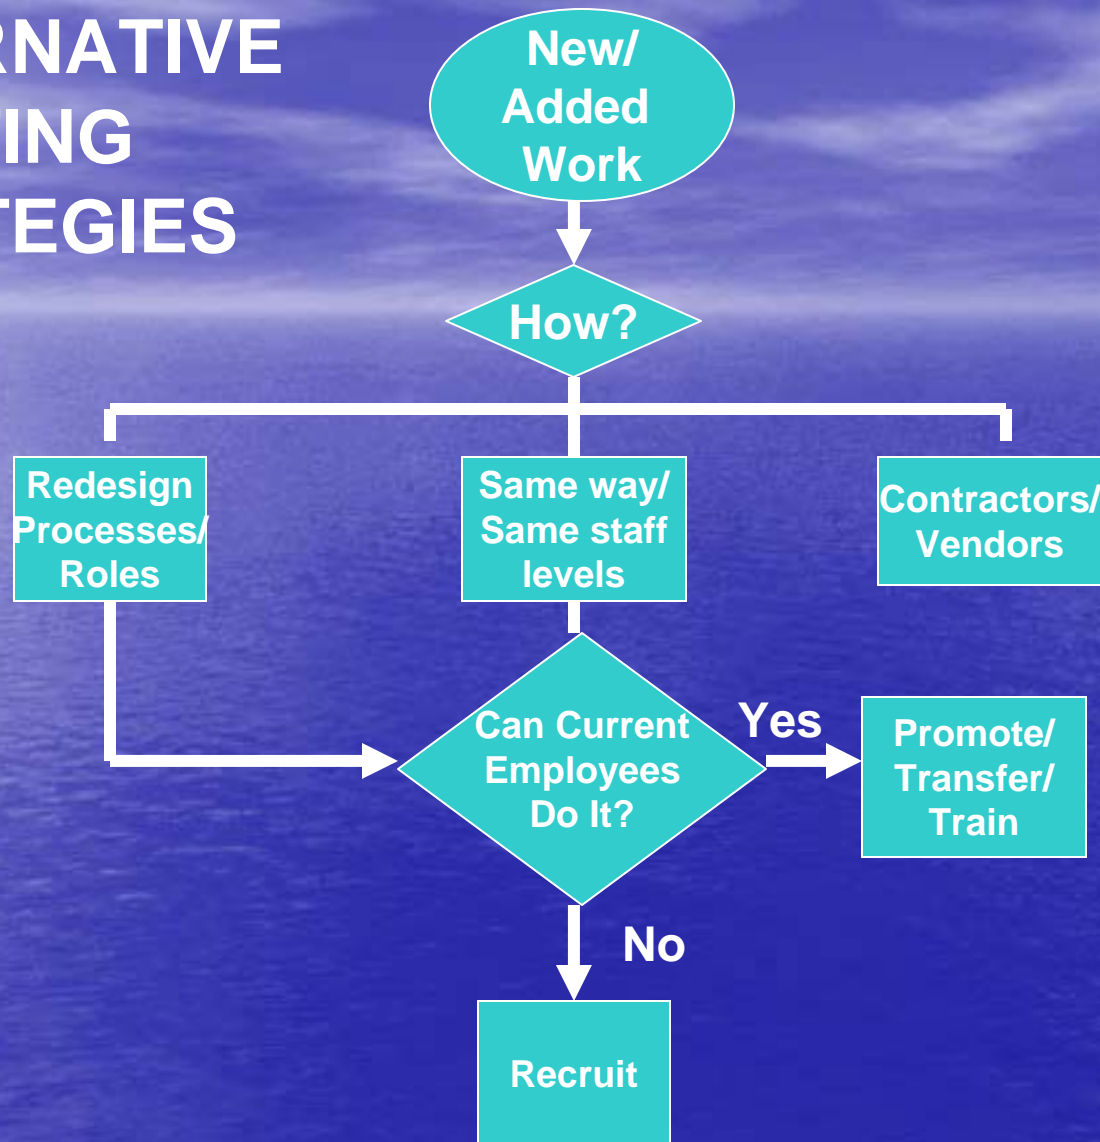 RNATIVE
TING
TEGIES
New/
Added
Work
How?
Redesign
Processes/
Roles
Same way/
Same staff
levels
Contractors/
Vendors
Can Current
Employees
Do It?
Yes
Promote/
Transfer/
Train
No
Recruit